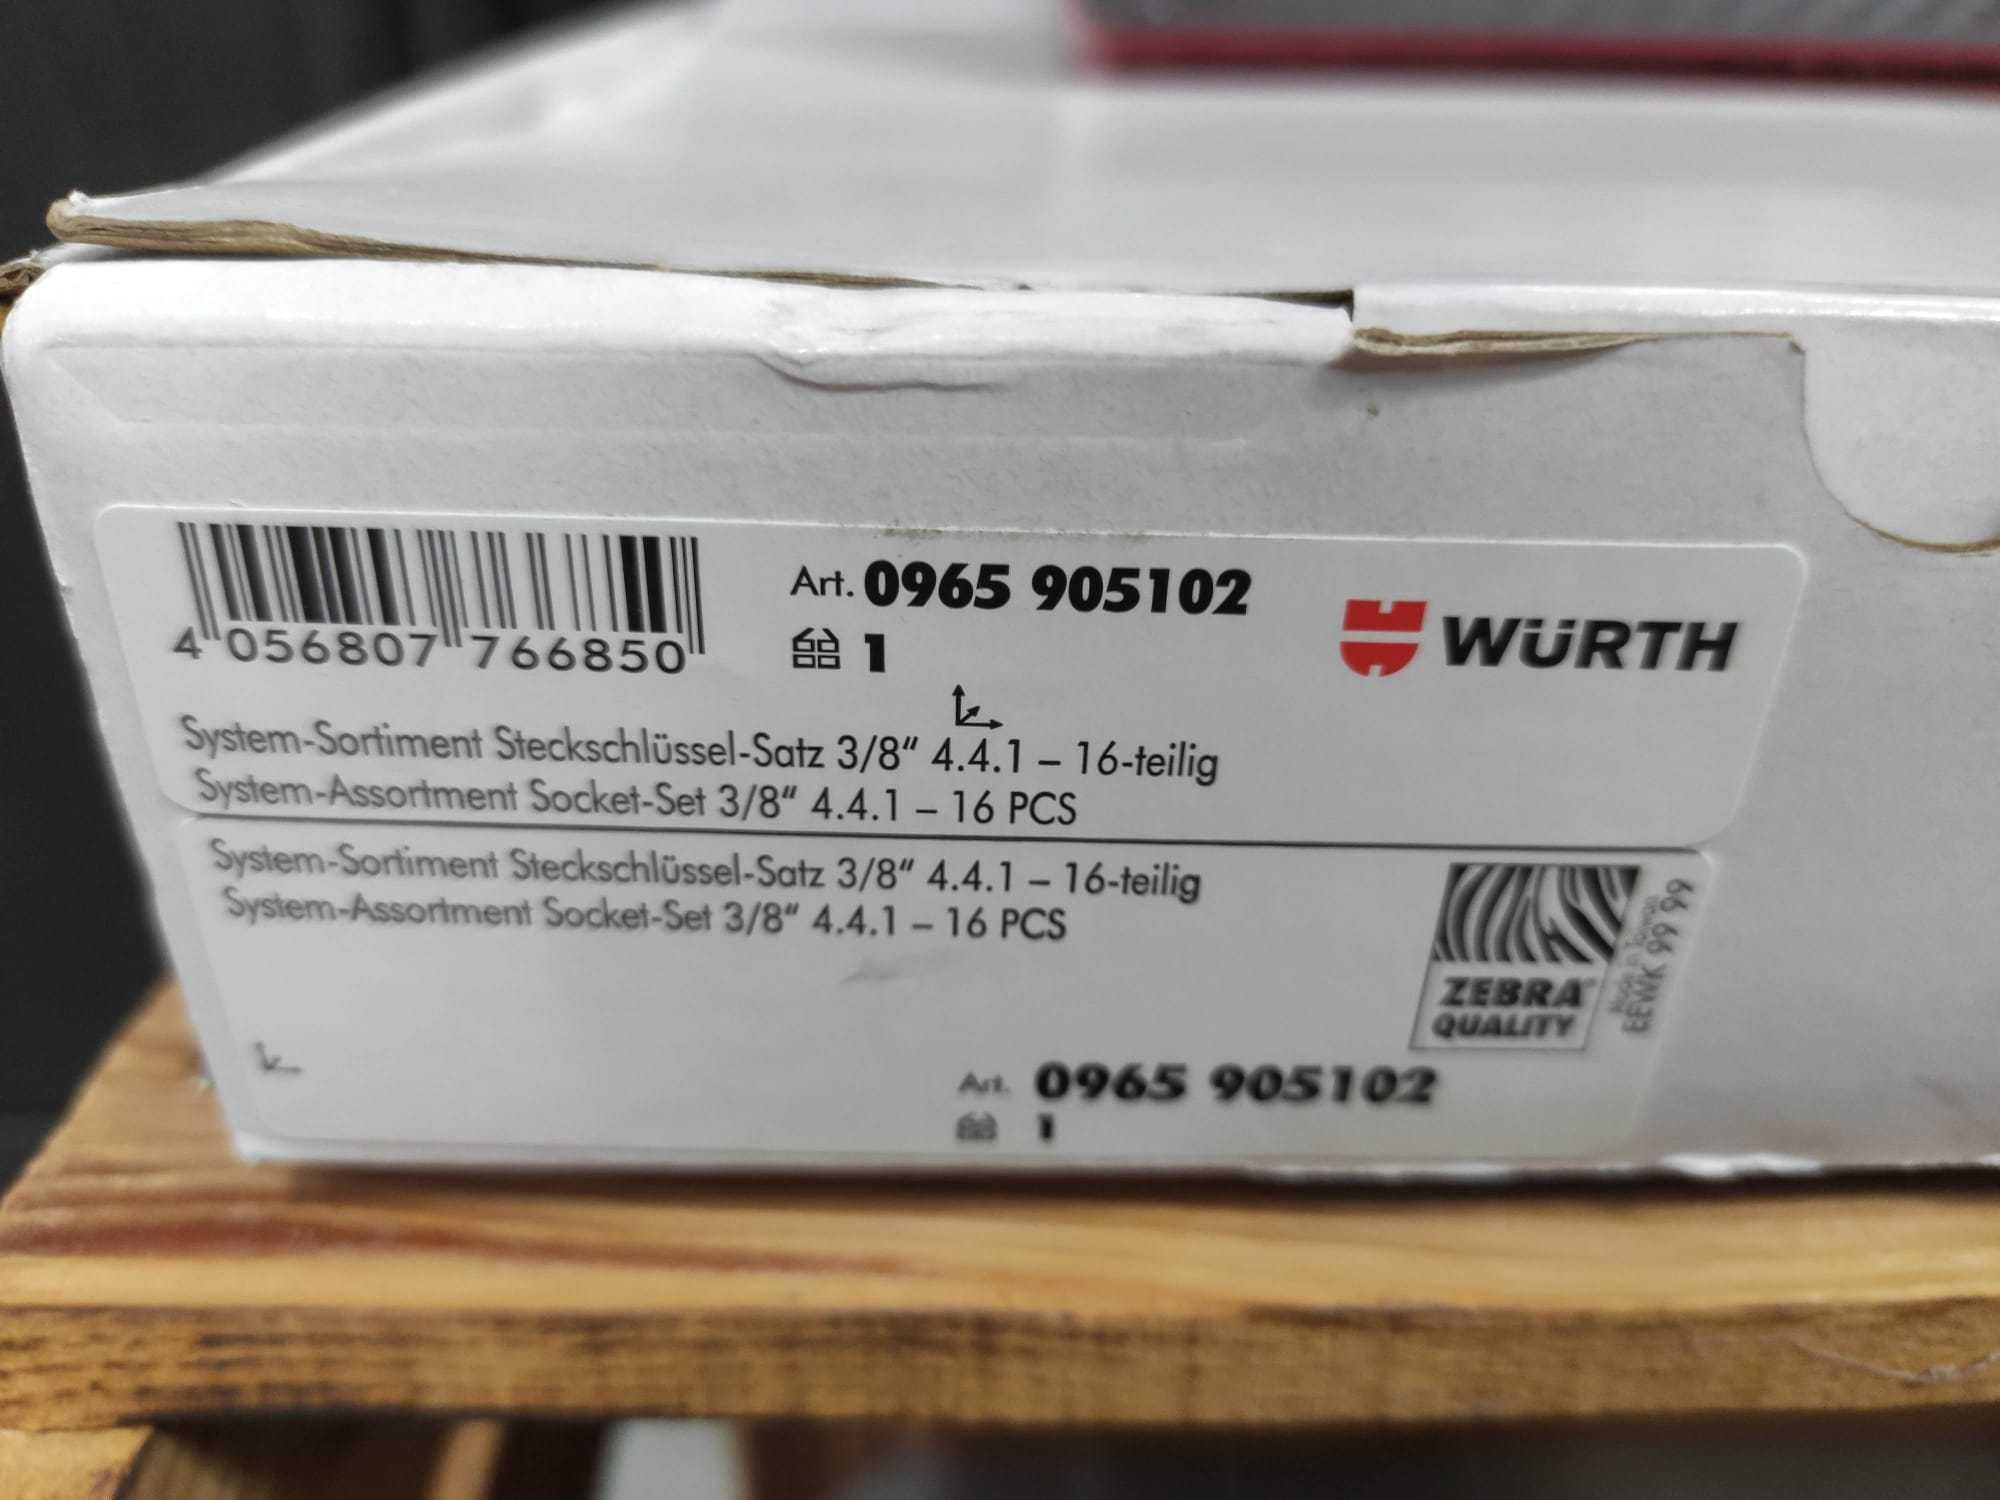 4 056807 766850
Art. 0965 905102
1
WÜRTH
System-Sortiment Steckschlüssel-Satz 3/8“ 4.4.1 – 16-teilig
System-Assortment Socket-Set 3/8“ 4.4.1 – 16 PCS
System-Sortiment Steckschlüssel-Satz 3/8“ 4.4.1 – 16-teilig
System-Assortment Socket-Set 3/8“ 4.4.1 – 16 PCS
ZEBRA®
QUALITY
Made in Taiwan
EEWK 99 99
Art. 0965 905102
1